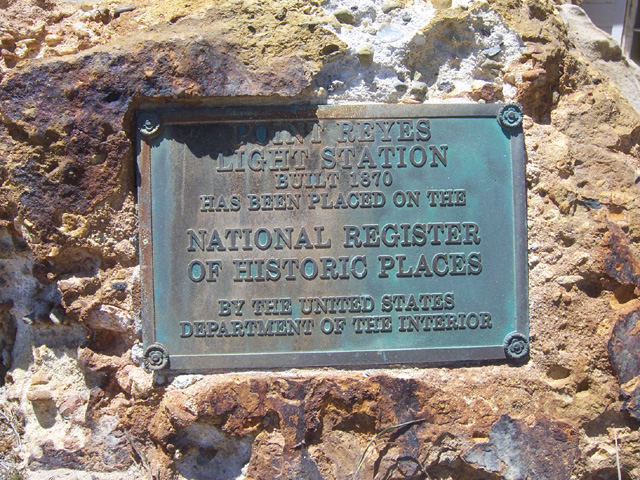 POINT REYES
LIGHT STATION
BUILT 1870
HAS BEEN PLACED ON THE
NATIONAL REGISTER
OF HISTORIC PLACES
BY THE UNITED STATES
DEPARTMENT OF THE INTERIOR